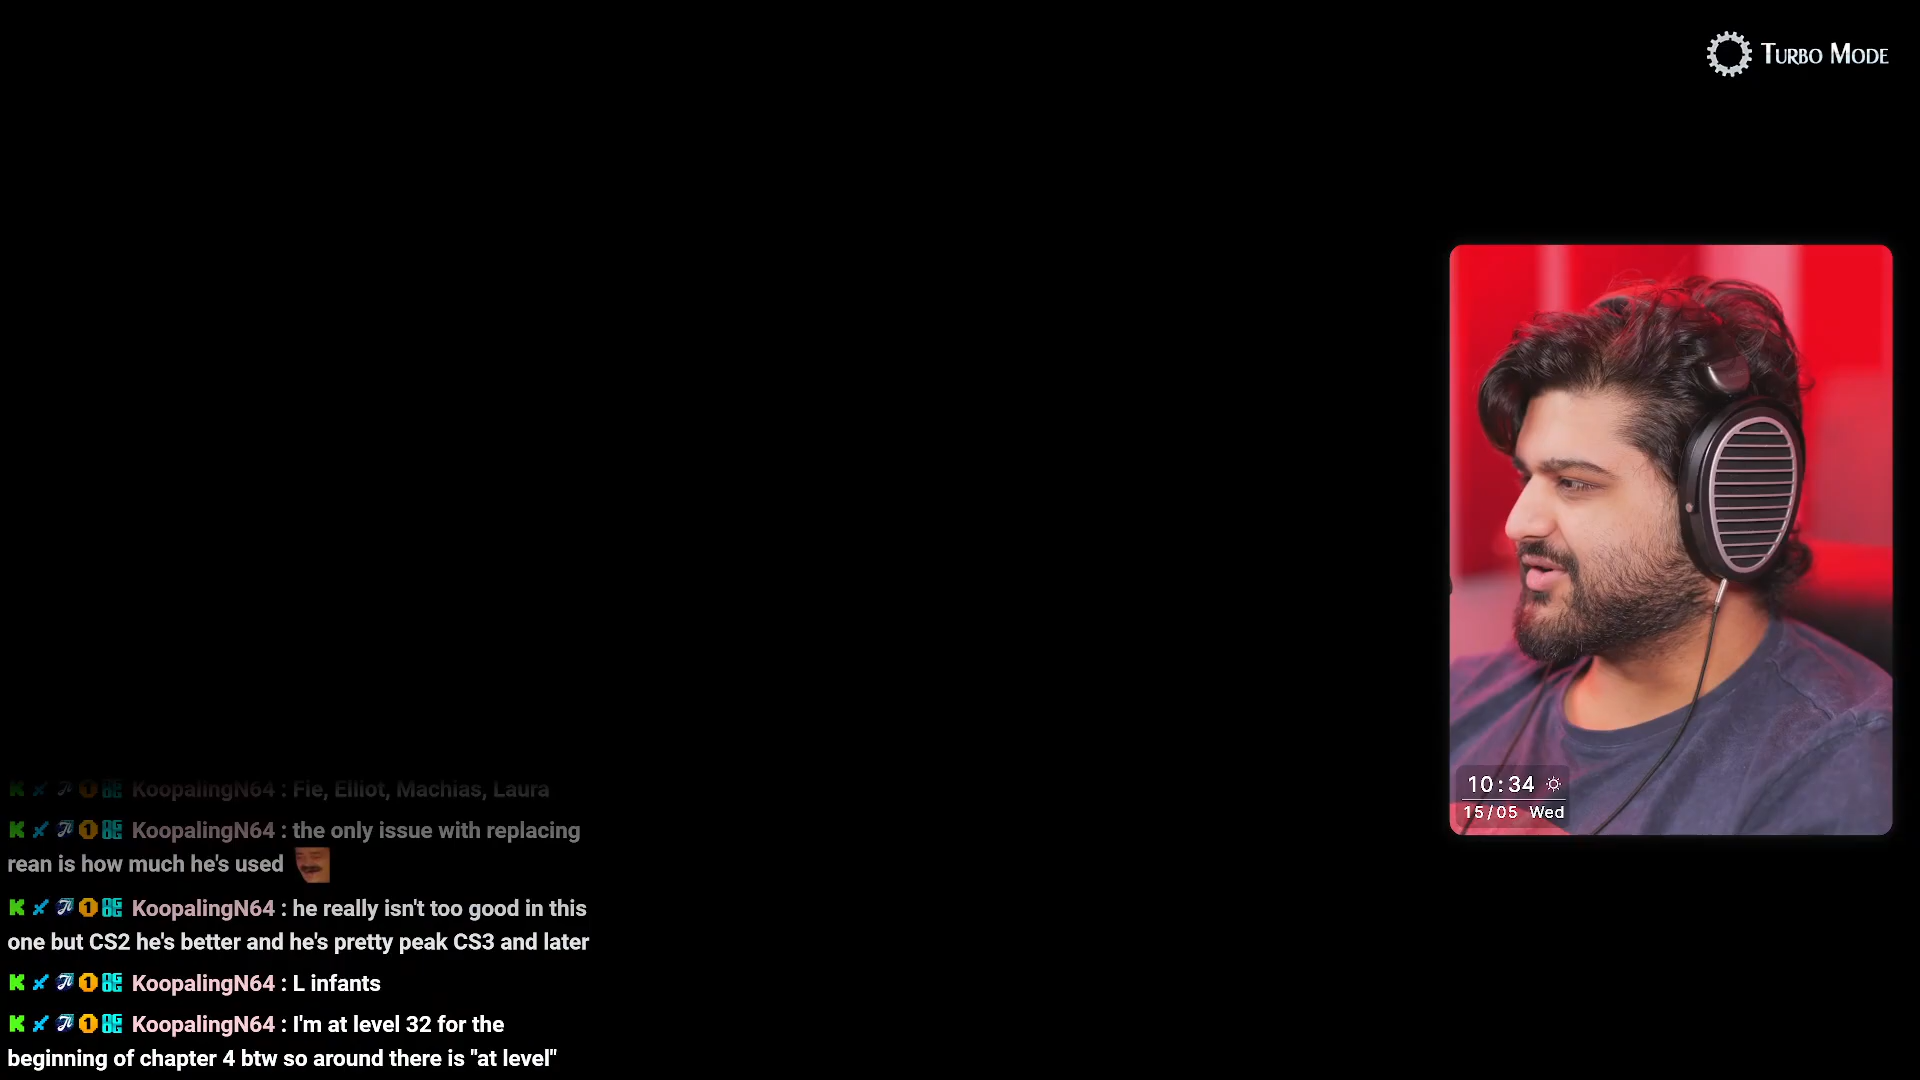 TURBO MODE
10:34
15/05 Wed
KoopalingN64 : Fie, Elliot, Machias, Laura
KoopalingN64 : the only issue with replacing
rean is how much he's used
KoopalingN64 : he really isn't too good in this
one but CS2 he's better and he's pretty peak CS3 and later
KoopalingN64 : L infants
KoopalingN64 : I'm at level 32 for the
beginning of chapter 4 btw so around there is "at level"